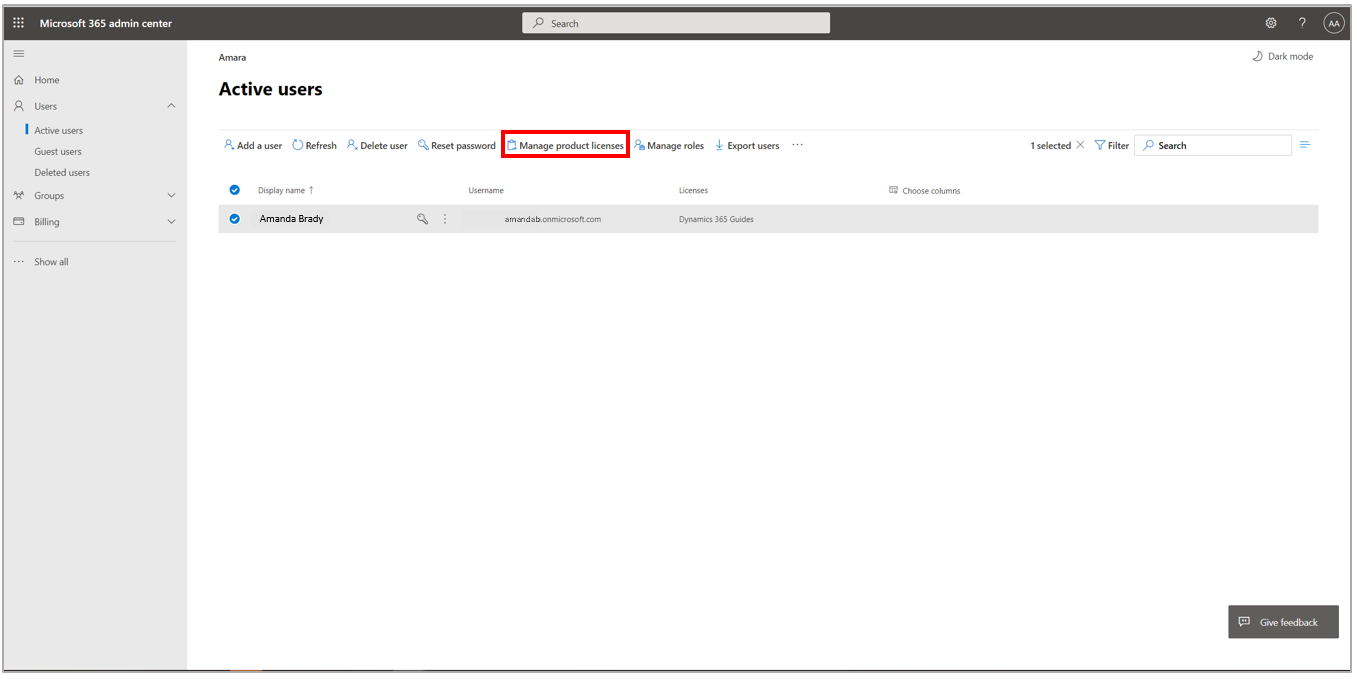 Microsoft 365 admin center
Search
?
AA
Home
Users
Active users
Guest users
Deleted users
Groups
Billing
Show all
Amara
Dark mode
Active users
Add a user Refresh Delete user Reset password Manage product licenses Manage roles Export users ... 1 selected Filter Search
Display name ↑ Username Licenses Choose columns
Amanda Brady amandab.onmicrosoft.com Dynamics 365 Guides
Give feedback